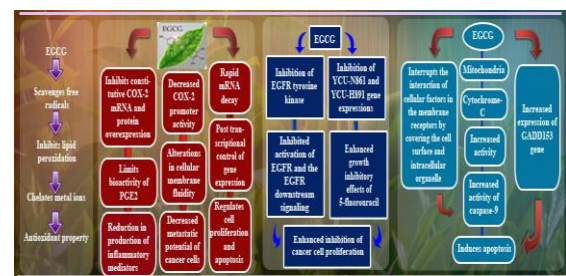 EGCG
Scavenges free
radicals
Inhibits lipid
peroxidation
Chelates metal ions
Antioxidant property
EGCG
Inhibits consti-
tutive COX-2
mRNA and
protein
overexpression
Limits
bioactivity of
PGE2
Reduction in
production of
inflammatory
mediators
Decreased
COX-2
promoter
activity
Alterations
in cellular
membrane
fluidity
Decreased
metastatic
potential of
cancer cells
Rapid
mRNA
decay
Post tran-
scriptional
control of
gene
expression
Regulates
cell
proliferation
and
apoptosis
EGCG
Inhibition of
EGFR tyrosine
kinase
Inhibited
activation of
EGFR and the
EGFR
downstream
signaling
Inhibition of
YCU-N861 and
YCU-H891 gene
expressions
Enhanced
growth
inhibitory
effects of
5-fluorouracil
Enhanced inhibition of
cancer cell proliferation
EGCG
Interrupts the
interaction of
cellular factors in
the membrane
receptors by
covering the cell
surface and
intracellular
organelle
Mitochondria
Cytochrome-
C
Increased
activity
Increased
activity of
caspase-9
Induces apoptosis
Increased
expression of
GADD153
gene